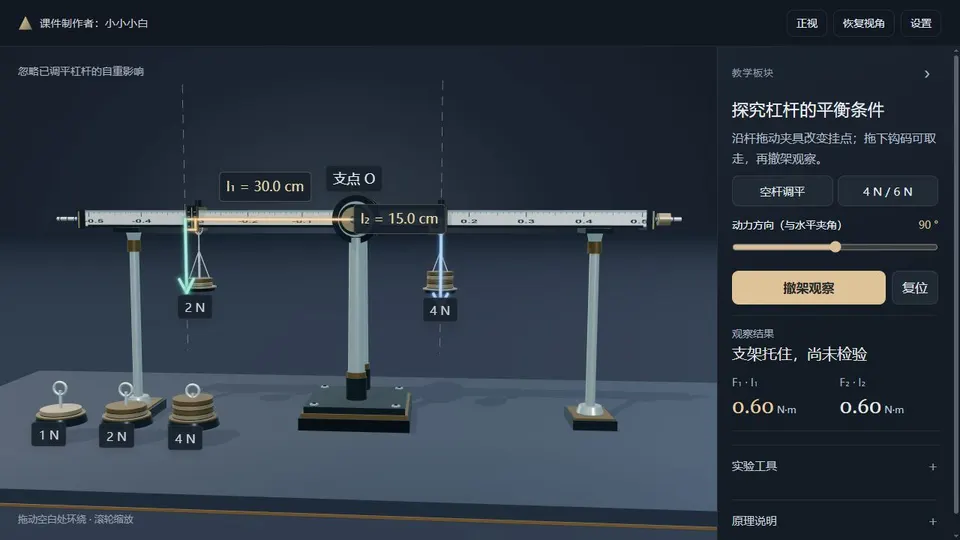 课件制作者：小小小白
正视
恢复视角
设置
忽略已调平杠杆的自重影响
l₁ = 30.0 cm
支点 O
l₂ = 15.0 cm
-0.4
0.2
0.4
2 N
4 N
1 N
2 N
4 N
拖动空白处环绕 · 滚轮缩放
教学板块
探究杠杆的平衡条件
沿杆拖动夹具改变挂点；拖下钩码可取
走，再撤架观察。
空杆调平
4 N / 6 N
动力方向（与水平夹角）
90 °
撤架观察
复位
观察结果
支架托住，尚未检验
F₁ · l₁
F₂ · l₂
0.60 N·m
0.60 N·m
实验工具
+
原理说明
+